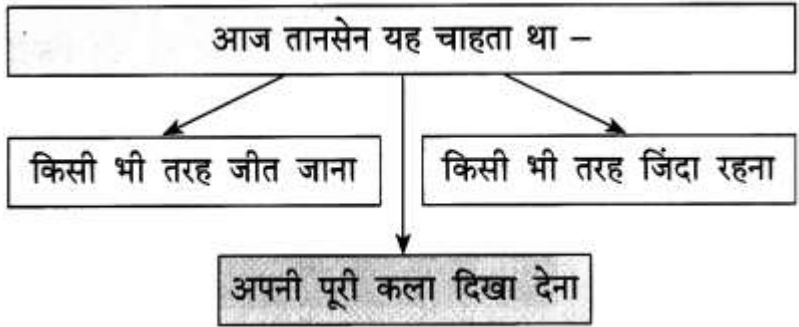 आज तानसेन यह चाहता था –
किसी भी तरह जीत जाना
किसी भी तरह जिंदा रहना
अपनी पूरी कला दिखा देना